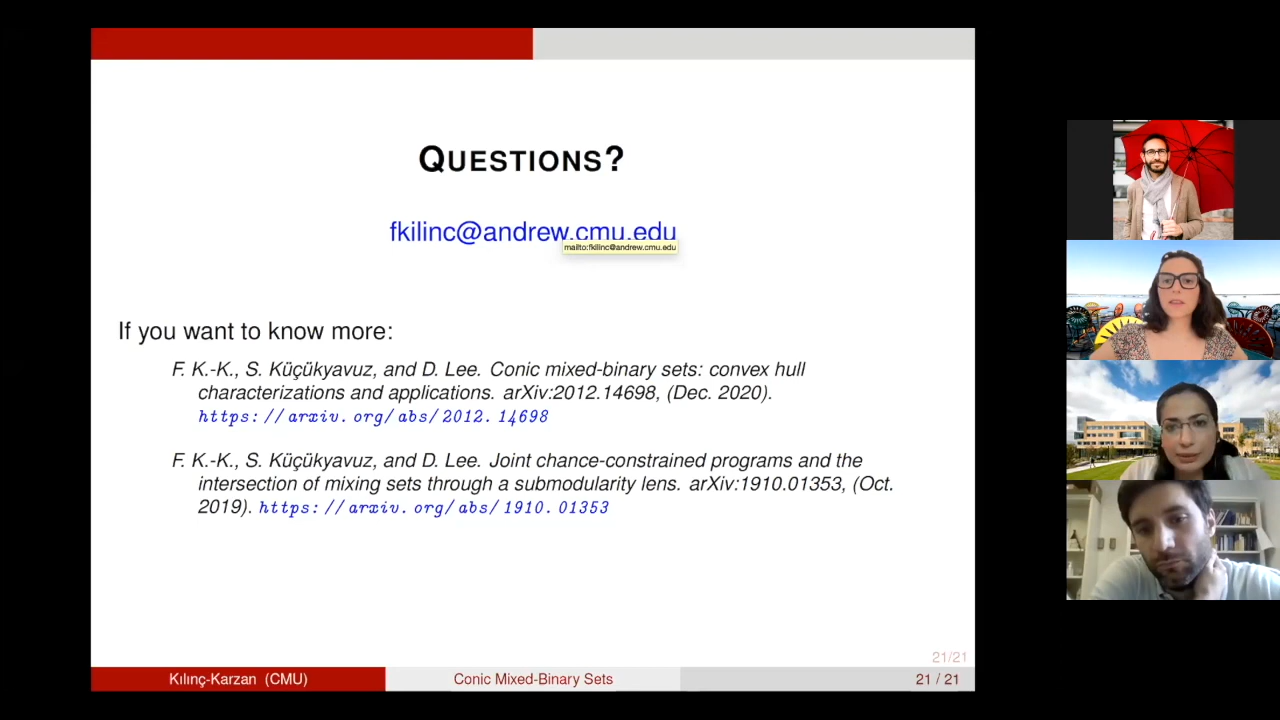 QUESTIONS?
fkilinc@andrew.cmu.edu
mailto:fkilinc@andrew.cmu.edu
If you want to know more:
F. K.-K., S. Küçükyavuz, and D. Lee. Conic mixed-binary sets: convex hull
characterizations and applications. arXiv:2012.14698, (Dec. 2020).
https://arxiv.org/abs/2012.14698
F. K.-K., S. Küçükyavuz, and D. Lee. Joint chance-constrained programs and the
intersection of mixing sets through a submodularity lens. arXiv:1910.01353, (Oct.
2019). https://arxiv.org/abs/1910.01353
21/21
Kılınç-Karzan (CMU)
Conic Mixed-Binary Sets
21 / 21